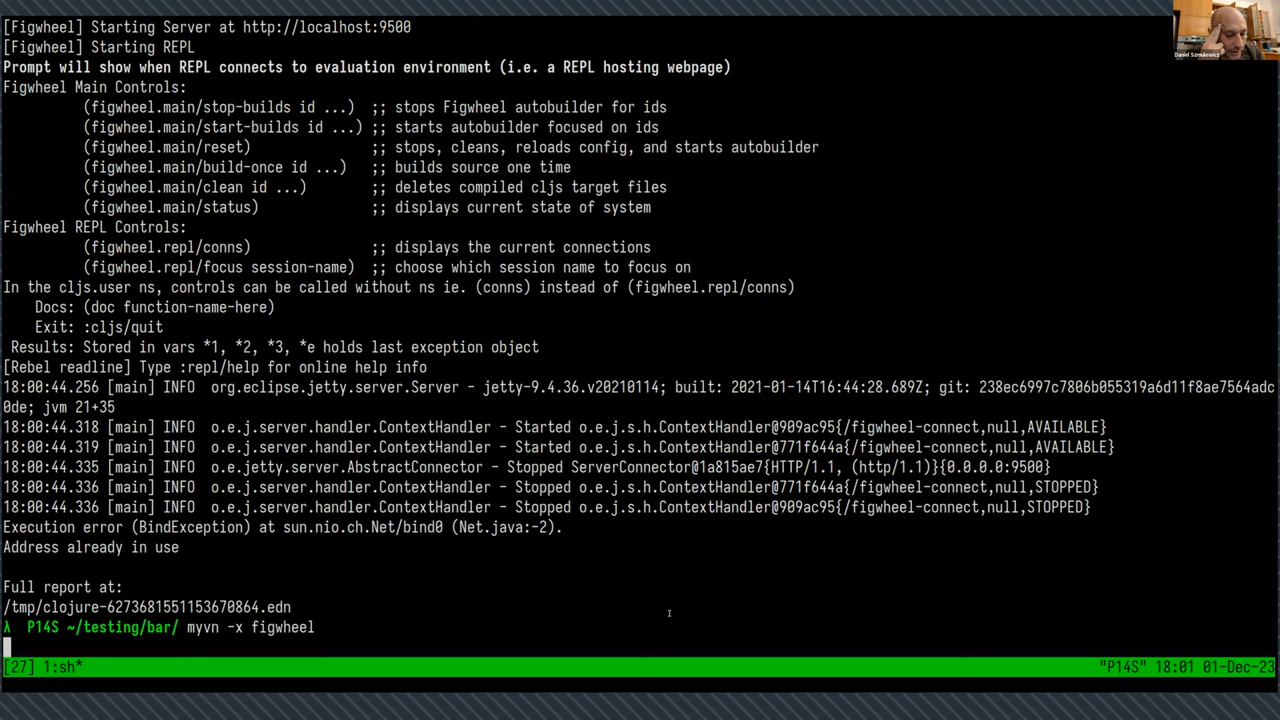 [Figwheel] Starting Server at http://localhost:9500
[Figwheel] Starting REPL
Prompt will show when REPL connects to evaluation environment (i.e. a REPL hosting webpage)
Figwheel Main Controls:
(figwheel.main/stop-builds id ...)  ;; stops Figwheel autobuilder for ids
(figwheel.main/start-builds id ...) ;; starts autobuilder focused on ids
(figwheel.main/reset)               ;; stops, cleans, reloads config, and starts autobuilder
(figwheel.main/build-once id ...)   ;; builds source one time
(figwheel.main/clean id ...)        ;; deletes compiled cljs target files
(figwheel.main/status)              ;; displays current state of system
Figwheel REPL Controls:
(figwheel.repl/conns)               ;; displays the current connections
(figwheel.repl/focus session-name)  ;; choose which session name to focus on
In the cljs.user ns, controls can be called without ns ie. (conns) instead of (figwheel.repl/conns)
Docs: (doc function-name-here)
Exit: :cljs/quit
Results: Stored in vars *1, *2, *3, *e holds last exception object
[Rebel readline] Type :repl/help for online help info
18:00:44.256 [main] INFO  org.eclipse.jetty.server.Server - jetty-9.4.36.v20210114; built: 2021-01-14T16:44:28.689Z; git: 238ec6997c7806b055319a6d11f8ae7564adc
0de; jvm 21+35
18:00:44.318 [main] INFO  o.e.j.server.handler.ContextHandler - Started o.e.j.s.h.ContextHandler@909ac95{/figwheel-connect,null,AVAILABLE}
18:00:44.319 [main] INFO  o.e.j.server.handler.ContextHandler - Started o.e.j.s.h.ContextHandler@771f644a{/figwheel-connect,null,AVAILABLE}
18:00:44.335 [main] INFO  o.e.jetty.server.AbstractConnector - Stopped ServerConnector@1a815ae7{HTTP/1.1, (http/1.1)}{0.0.0.0:9500}
18:00:44.336 [main] INFO  o.e.j.server.handler.ContextHandler - Stopped o.e.j.s.h.ContextHandler@771f644a{/figwheel-connect,null,STOPPED}
18:00:44.336 [main] INFO  o.e.j.server.handler.ContextHandler - Stopped o.e.j.s.h.ContextHandler@909ac95{/figwheel-connect,null,STOPPED}
Execution error (BindException) at sun.nio.ch.Net/bind0 (Net.java:-2).
Address already in use
Full report at:
/tmp/clojure-6273681551153670864.edn
λ  P14S ~/testing/bar/ myvn -x figwheel
[27] 1:sh* "P14S" 18:01 01-Dec-23
Daniel Szmulewicz